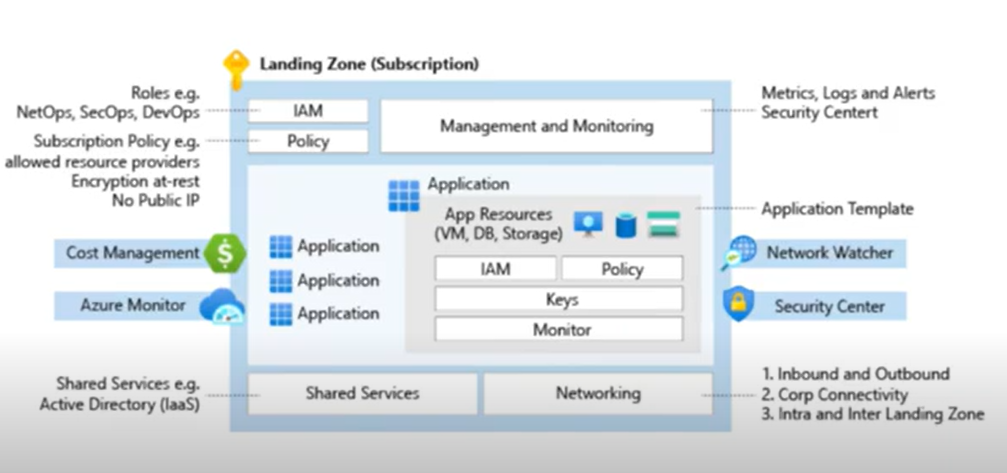 Landing Zone (Subscription)
Roles e.g.
NetOps, SecOps, DevOps
IAM
Management and Monitoring
Metrics, Logs and Alerts
Security Centert
Subscription Policy e.g.
allowed resource providers
Encryption at-rest
No Public IP
Policy
Application
App Resources
(VM, DB, Storage)
Application Template
Cost Management
Azure Monitor
Application
Application
Application
IAM
Policy
Keys
Monitor
Network Watcher
Security Center
Shared Services e.g.
Active Directory (IaaS)
Shared Services
Networking
1. Inbound and Outbound
2. Corp Connectivity
3. Intra and Inter Landing Zone